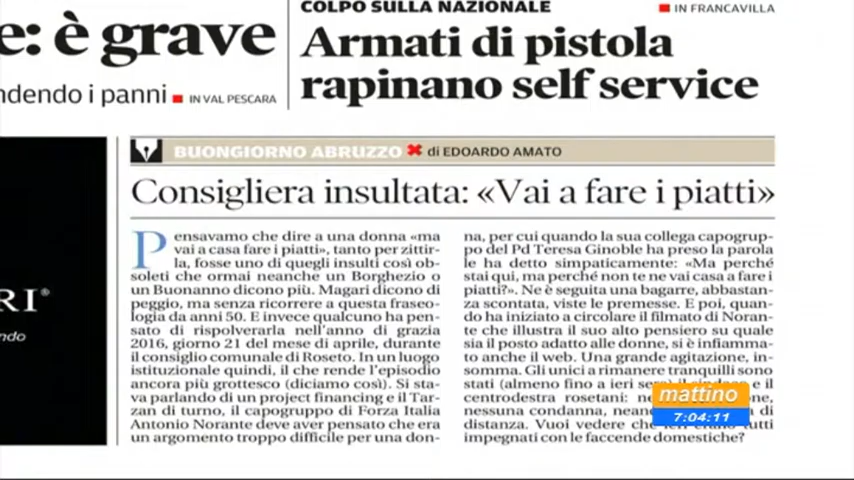 e: è grave
ndendo i panni
IN VAL PESCARA
COLPO SULLA NAZIONALE
IN FRANCAVILLA
Armati di pistola
rapinano self service
RI®
ndo
BUONGIORNO ABRUZZO di EDOARDO AMATO
Consigliera insultata: «Vai a fare i piatti»
Pensavamo che dire a una donna «ma
vai a casa fare i piatti», tanto per zittir-
la, fosse uno di quegli insulti così ob-
soleti che ormai neanche un Borghezio o
un Buonanno dicono più. Magari dicono di
peggio, ma senza ricorrere a questa fraseo-
logia da anni 50. E invece qualcuno ha pen-
sato di rispolverarla nell'anno di grazia
2016, giorno 21 del mese di aprile, durante
il consiglio comunale di Roseto. In un luogo
istituzionale quindi, il che rende l'episodio
ancora più grottesco (diciamo così). Si sta-
va parlando di un project financing e il Tar-
zan di turno, il capogruppo di Forza Italia
Antonio Norante deve aver pensato che era
un argomento troppo difficile per una don-
na, per cui quando la sua collega capogrup-
po del Pd Teresa Ginoble ha preso la parola
le ha detto simpaticamente: «Ma perché
stai qui, ma perché non te ne vai casa a fare i
piatti?». Ne è seguita una bagarre, abbastan-
za scontata, viste le premesse. E poi, quan-
do ha iniziato a circolare il filmato di Noran-
te che illustra il suo alto pensiero su quale
sia il posto adatto alle donne, si è infiamma-
to anche il web. Una grande agitazione, in-
somma. Gli unici a rimanere tranquilli sono
stati (almeno fino a ieri sera) il sindaco e il
centrodestra rosetani:
nessuna condanna, di
distanza. Vuoi vedere che ieri erano tutti
impegnati con le faccende domestiche?
mattino
7:04:11